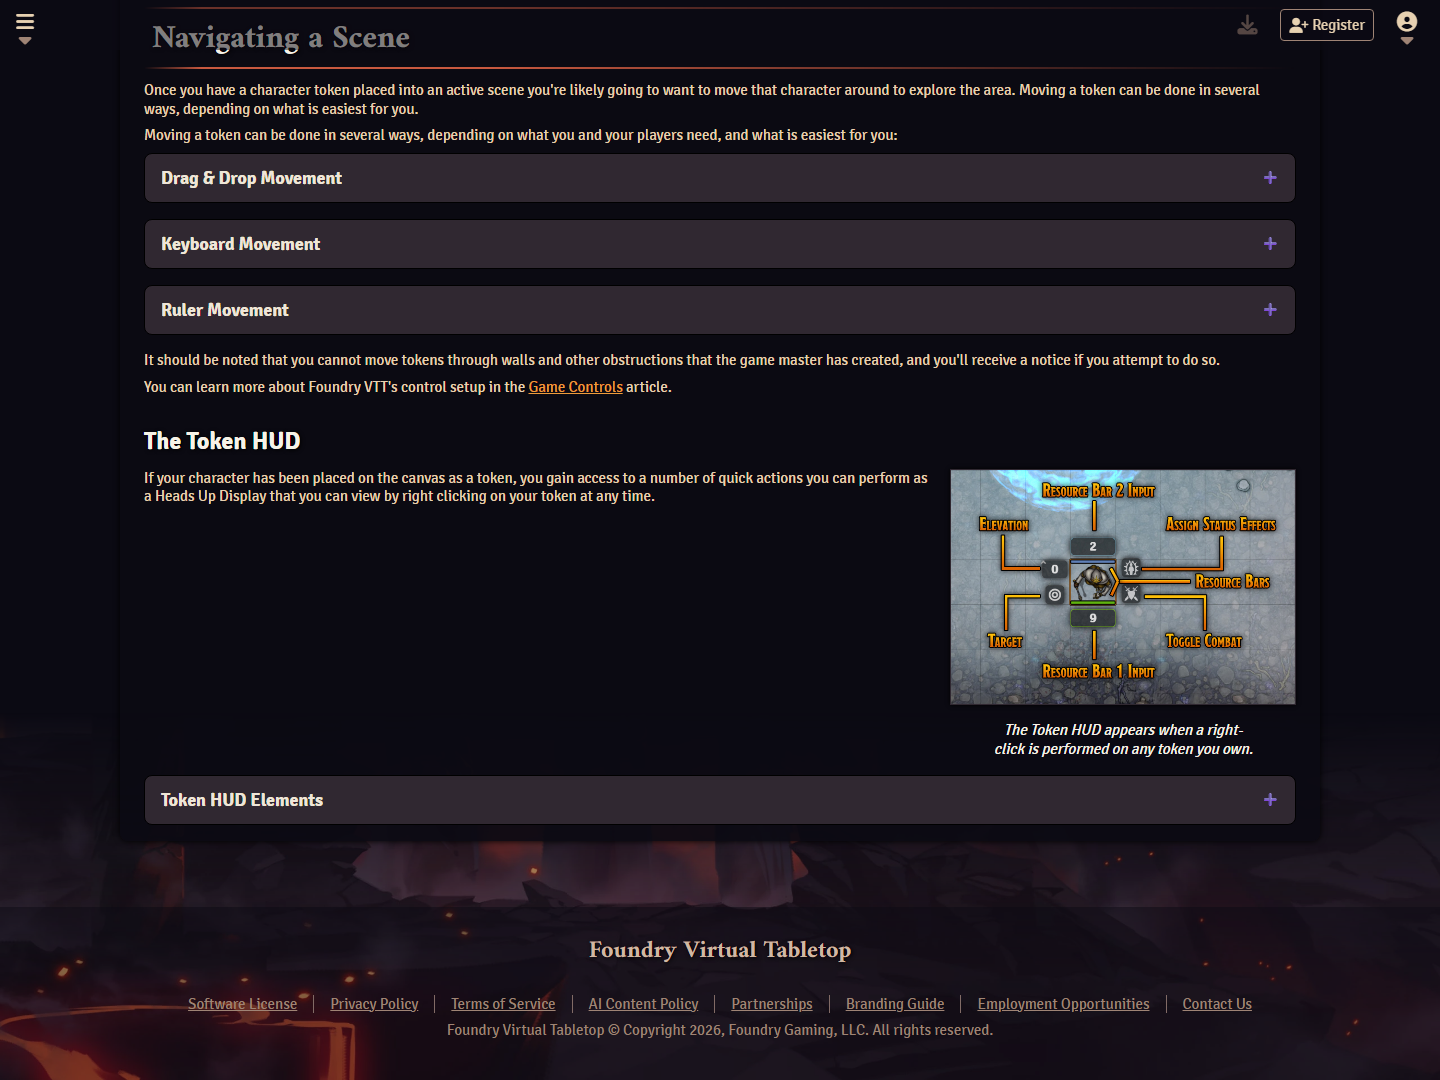 Navigating a Scene
Register
Once you have a character token placed into an active scene you're likely going to want to move that character around to explore the area. Moving a token can be done in several
ways, depending on what is easiest for you.
Moving a token can be done in several ways, depending on what you and your players need, and what is easiest for you:
Drag & Drop Movement
Keyboard Movement
Ruler Movement
It should be noted that you cannot move tokens through walls and other obstructions that the game master has created, and you'll receive a notice if you attempt to do so.
You can learn more about Foundry VTT's control setup in the Game Controls article.
The Token HUD
If your character has been placed on the canvas as a token, you gain access to a number of quick actions you can perform as
a Heads Up Display that you can view by right clicking on your token at any time.
Resource Bar 2 Input
Elevation
Assign Status Effects
2
0
Resource Bars
9
Target
Toggle Combat
Resource Bar 1 Input
The Token HUD appears when a right-
click is performed on any token you own.
Token HUD Elements
Foundry Virtual Tabletop
Software License
Privacy Policy
Terms of Service
AI Content Policy
Partnerships
Branding Guide
Employment Opportunities
Contact Us
Foundry Virtual Tabletop © Copyright 2026, Foundry Gaming, LLC. All rights reserved.